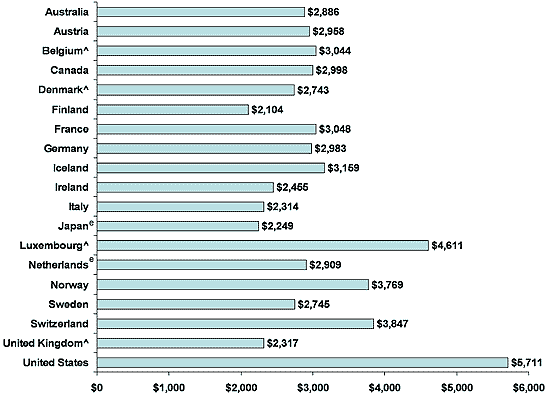 Australia $2,886
Austria $2,958
Belgium^ $3,044
Canada $2,998
Denmark^ $2,743
Finland $2,104
France $3,048
Germany $2,983
Iceland $3,159
Ireland $2,455
Italy $2,314
Japanᵉ $2,249
Luxembourg^ $4,611
Netherlandsᵉ $2,909
Norway $3,769
Sweden $2,745
Switzerland $3,847
United Kingdom^ $2,317
United States $5,711
$0 $1,000 $2,000 $3,000 $4,000 $5,000 $6,000